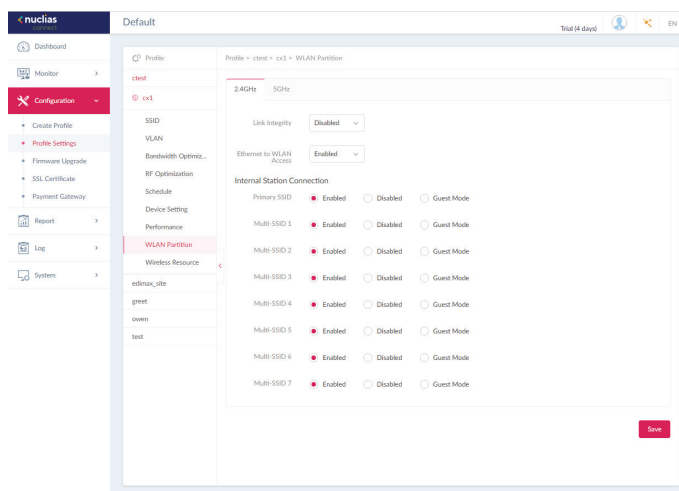 nuclias
connect
Default
Trial (4 days)
EN
Dashboard
Monitor
Configuration
Create Profile
Profile Settings
Firmware Upgrade
SSL Certificate
Payment Gateway
Report
Log
System
Profile
ctest
cx1
SSID
VLAN
Bandwidth Optimiz...
RF Optimization
Schedule
Device Setting
Performance
WLAN Partition
Wireless Resource
edimax_site
greet
owen
test
Profile > ctest > cx1 > WLAN Partition
2.4GHz 5GHz
Link Integrity Disabled
Ethernet to WLAN
Access Enabled
Internal Station Connection
Primary SSID Enabled Disabled Guest Mode
Multi-SSID 1 Enabled Disabled Guest Mode
Multi-SSID 2 Enabled Disabled Guest Mode
Multi-SSID 3 Enabled Disabled Guest Mode
Multi-SSID 4 Enabled Disabled Guest Mode
Multi-SSID 5 Enabled Disabled Guest Mode
Multi-SSID 6 Enabled Disabled Guest Mode
Multi-SSID 7 Enabled Disabled Guest Mode
Save